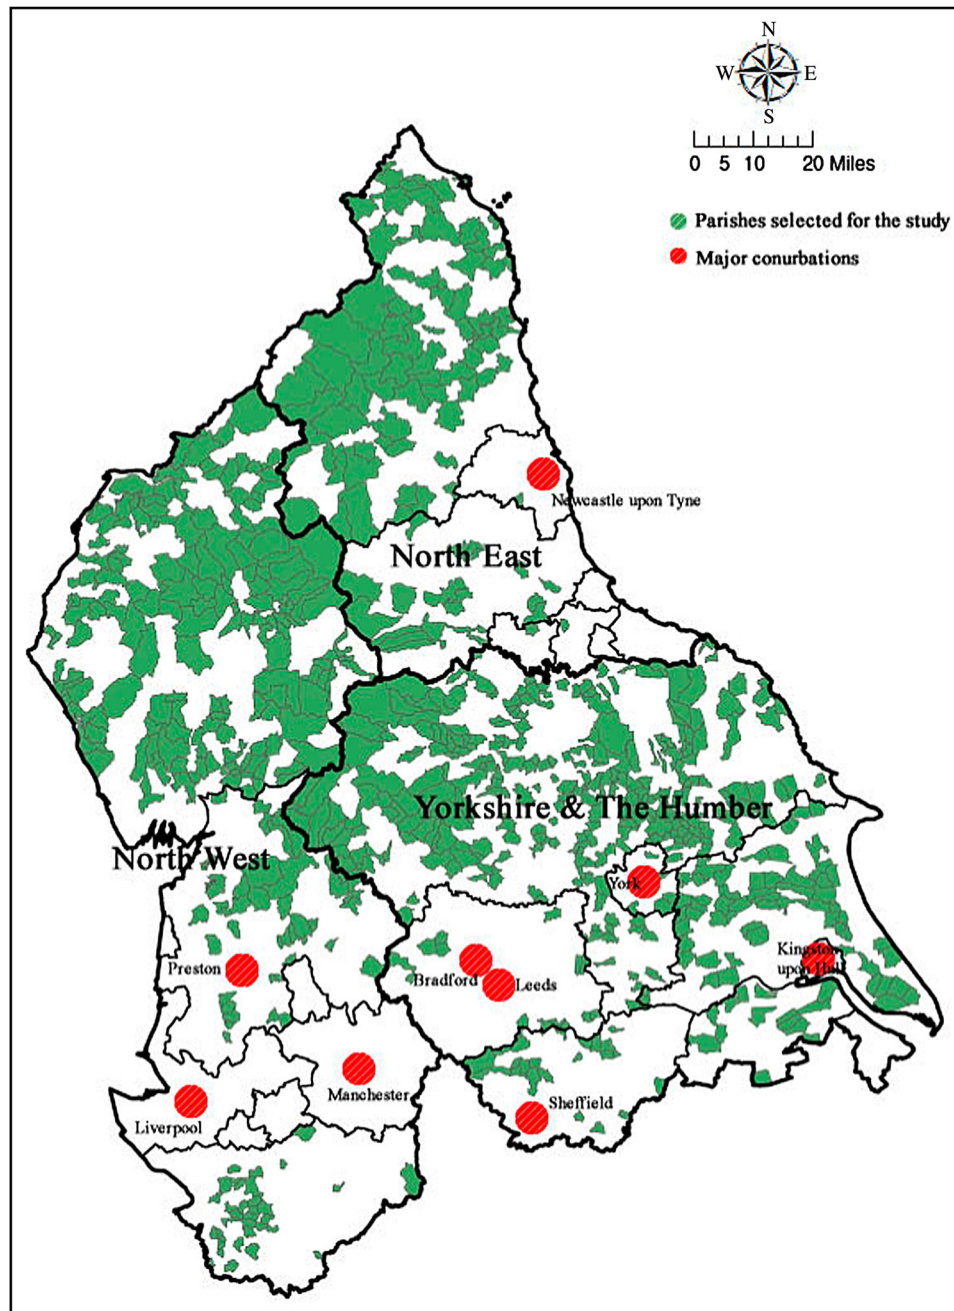 N
W E
S
0 5 10 20 Miles
Parishes selected for the study
Major conurbations
Newcastle upon Tyne
North East
Yorkshire & The Humber
North West
York
Kingston
upon Hull
Preston
Bradford
Leeds
Manchester
Liverpool
Sheffield